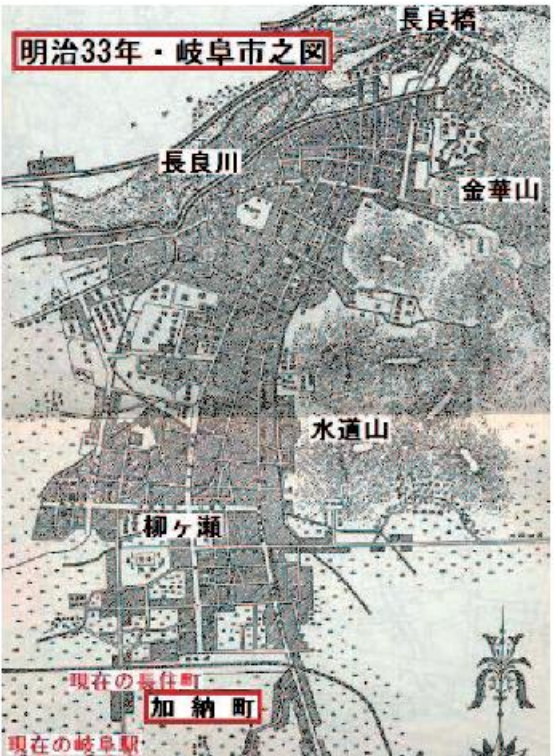 長良橋
明治33年・岐阜市之図
長良川
金華山
水道山
柳ヶ瀬
現在の長住町
加納町
現在の岐阜駅